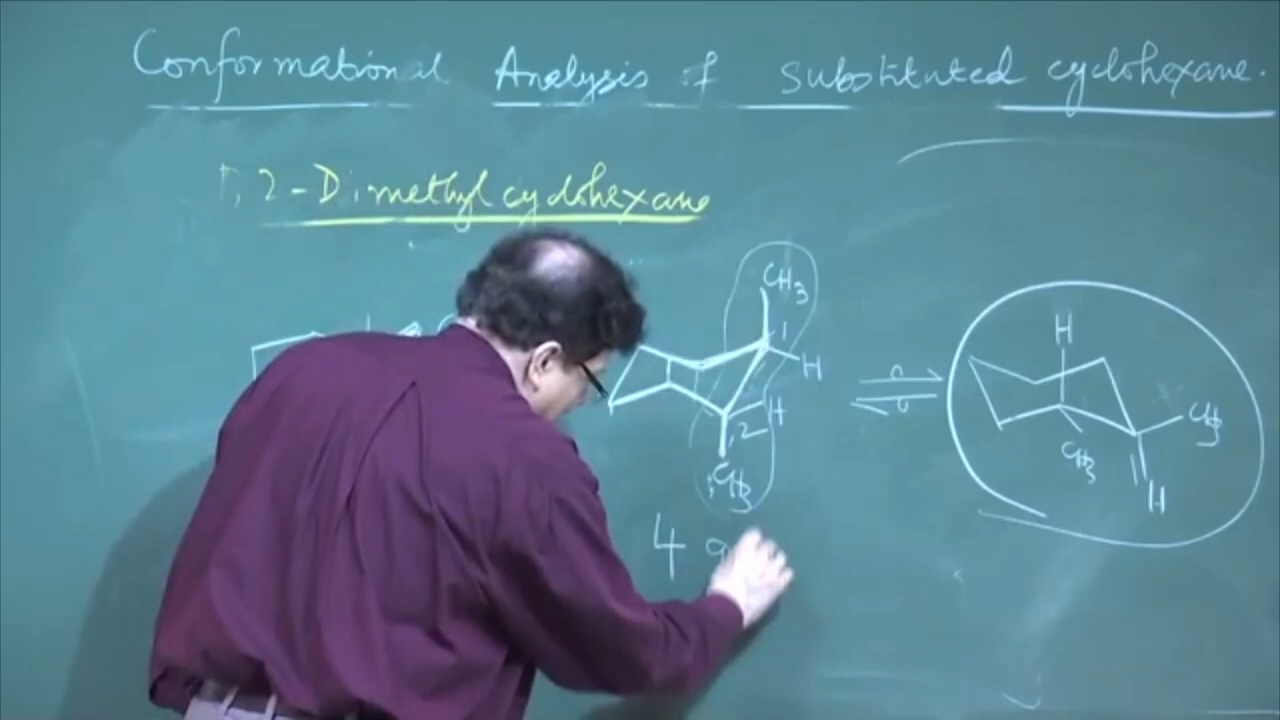 Conformational Analysis of substituted cyclohexane.
1, 2-Dimethylcyclohexane
CH3
1
H
H
2
CH3
4
H
CH3
CH3
H